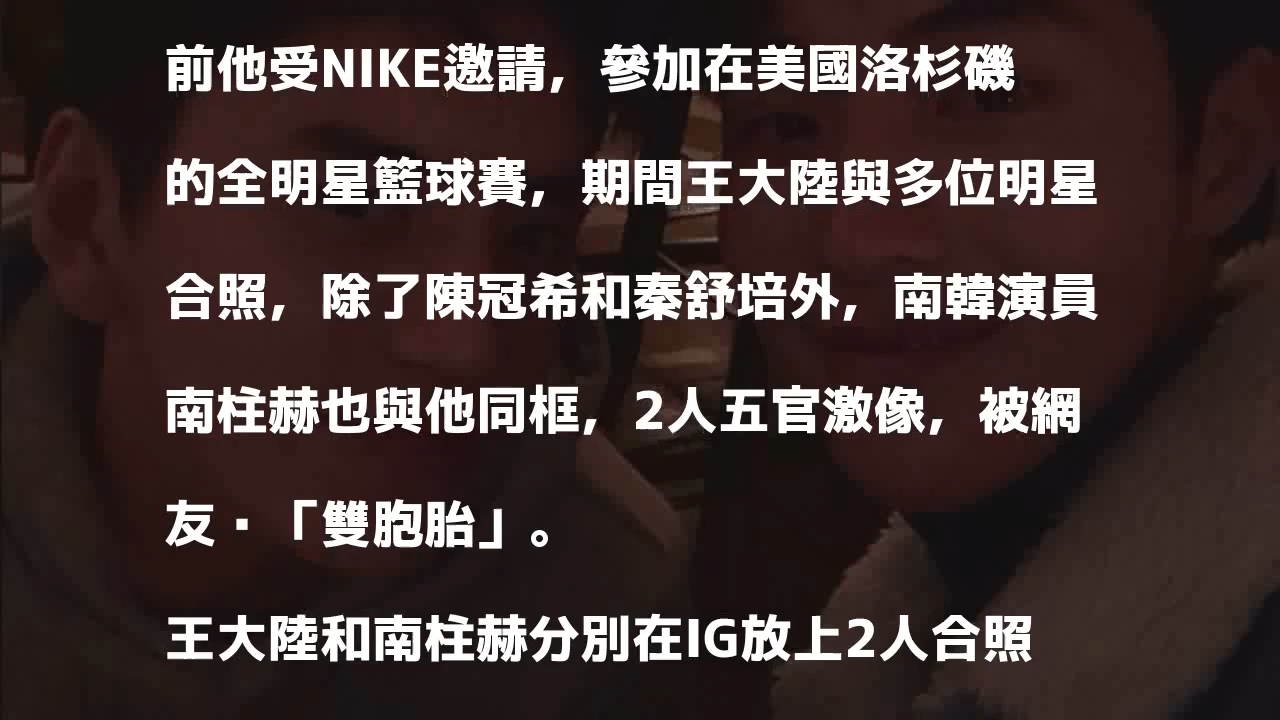 前他受NIKE邀請，參加在美國洛杉磯
的全明星籃球賽，期間王大陸與多位明星
合照，除了陳冠希和秦舒培外，南韓演員
南柱赫也與他同框，2人五官激像，被網
友·「雙胞胎」。
王大陸和南柱赫分別在IG放上2人合照